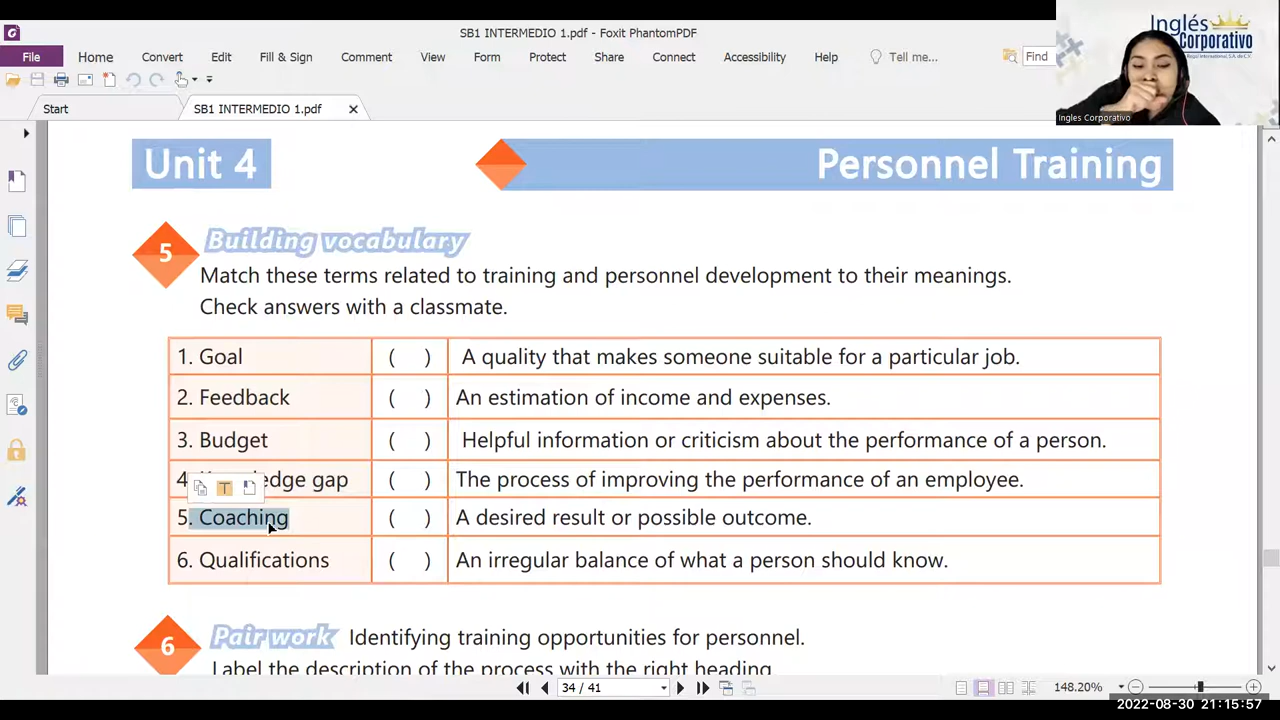 SB1 INTERMEDIO 1.pdf - Foxit PhantomPDF
File Home Convert Edit Fill & Sign Comment View Form Protect Share Connect Accessibility Help Tell me... Find
Start SB1 INTERMEDIO 1.pdf
Inglés
Corporativo
Ingles Corporativo
Unit 4 Personnel Training
5 Building vocabulary
Match these terms related to training and personnel development to their meanings.
Check answers with a classmate.
1. Goal ( ) A quality that makes someone suitable for a particular job.
2. Feedback ( ) An estimation of income and expenses.
3. Budget ( ) Helpful information or criticism about the performance of a person.
4 edge gap ( ) The process of improving the performance of an employee.
5. Coaching ( ) A desired result or possible outcome.
6. Qualifications ( ) An irregular balance of what a person should know.
6 Pair work Identifying training opportunities for personnel.
Label the description of the process with the right heading
34 / 41 148.20%
2022-08-30 21:15:57